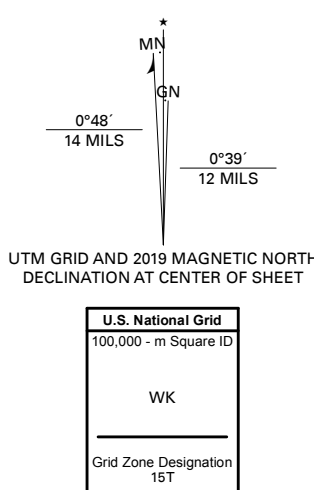 ★
MN
GN
0°48´
14 MILS
0°39´
12 MILS
UTM GRID AND 2019 MAGNETIC NORTH
DECLINATION AT CENTER OF SHEET
U.S. National Grid
100,000 - m Square ID
WK
Grid Zone Designation
15T